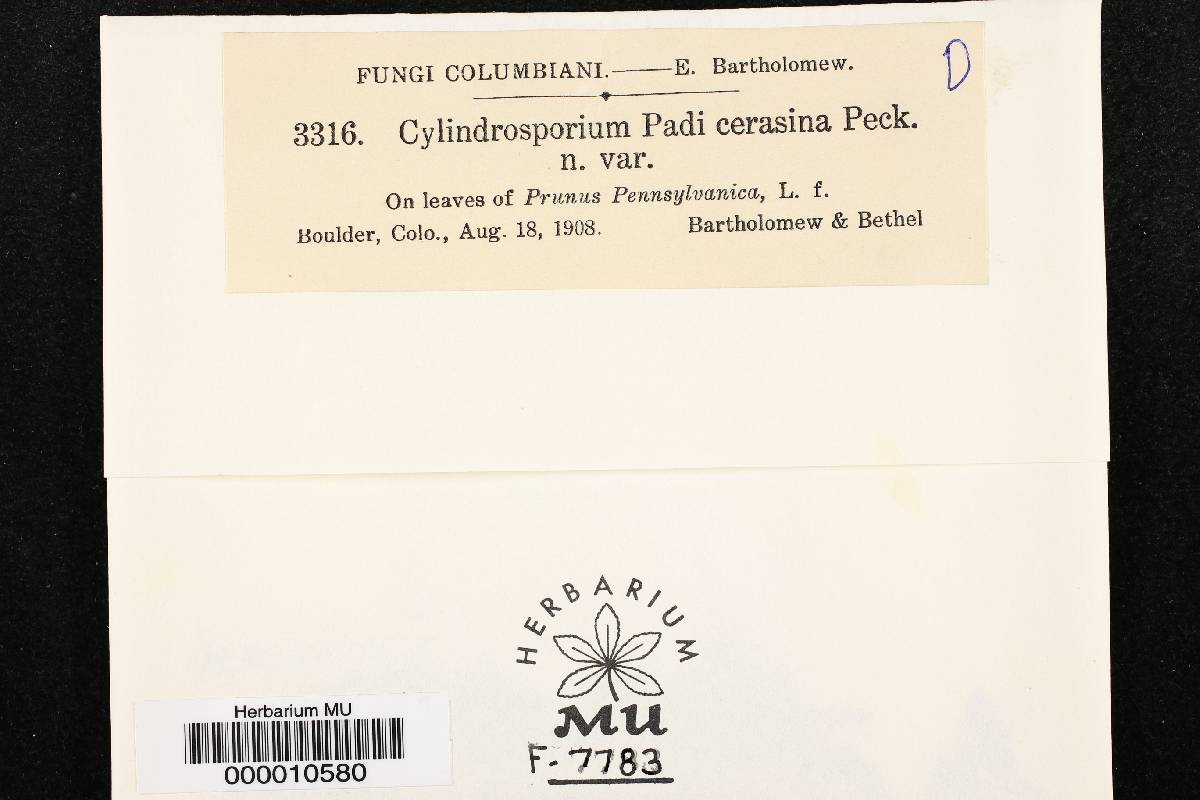 FUNGI COLUMBIANI.——E. Bartholomew.
D
3316. Cylindrosporium Padi cerasina Peck.
n. var.
On leaves of Prunus Pennsylvanica, L. f.
Boulder, Colo., Aug. 18, 1908. Bartholomew & Bethel
HERBARIUM
MU
F-7783
Herbarium MU
000010580